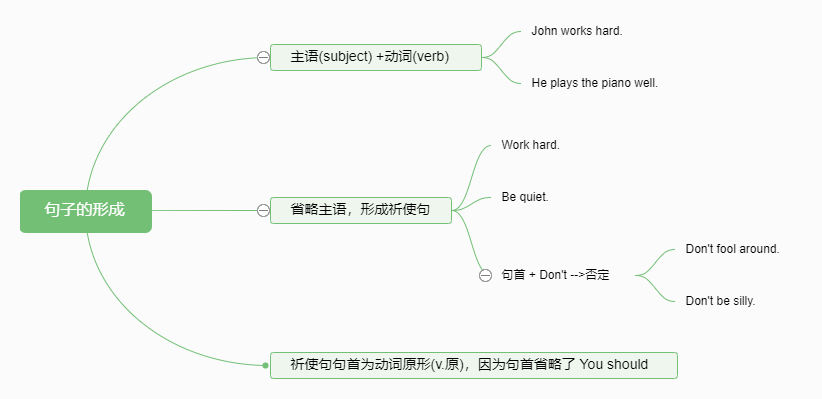 句子的形成
主语(subject) +动词(verb)
John works hard.
He plays the piano well.
省略主语，形成祈使句
Work hard.
Be quiet.
句首 + Don't -->否定
Don't fool around.
Don't be silly.
祈使句句首为动词原形(v.原)，因为句首省略了 You should